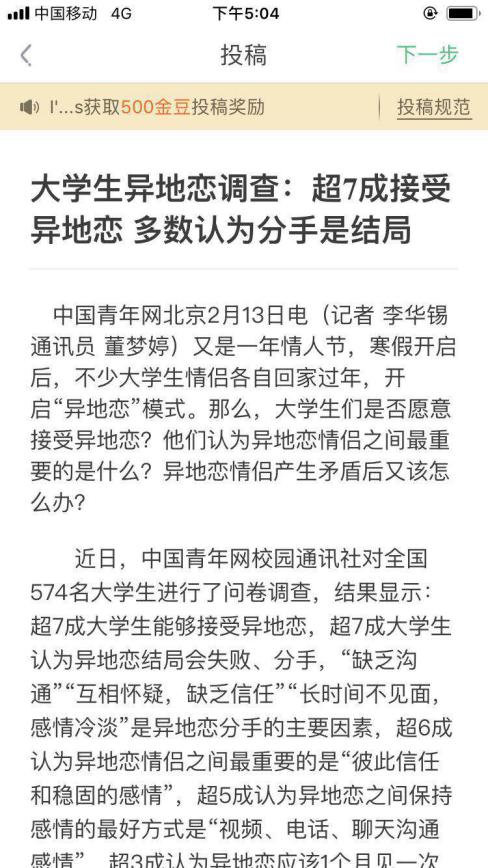 中国移动 4G 下午5:04
投稿 下一步
I'...s获取500金豆投稿奖励 投稿规范
大学生异地恋调查：超7成接受
异地恋 多数认为分手是结局
中国青年网北京2月13日电（记者 李华锡
通讯员 董梦婷）又是一年情人节，寒假开启
后，不少大学生情侣各自回家过年，开
启“异地恋”模式。那么，大学生们是否愿意
接受异地恋？他们认为异地恋情侣之间最重
要的是什么？异地恋情侣产生矛盾后又该怎
么办？
近日，中国青年网校园通讯社对全国
574名大学生进行了问卷调查，结果显示：
超7成大学生能够接受异地恋，超7成大学生
认为异地恋结局会失败、分手，“缺乏沟
通”“互相怀疑，缺乏信任”“长时间不见面，
感情冷淡”是异地恋分手的主要因素，超6成
认为异地恋情侣之间最重要的是“彼此信任
和稳固的感情”，超5成认为异地恋之间保持
感情的最好方式是“视频、电话、聊天沟通
感情”，超3成认为异地恋应该1个月见一次